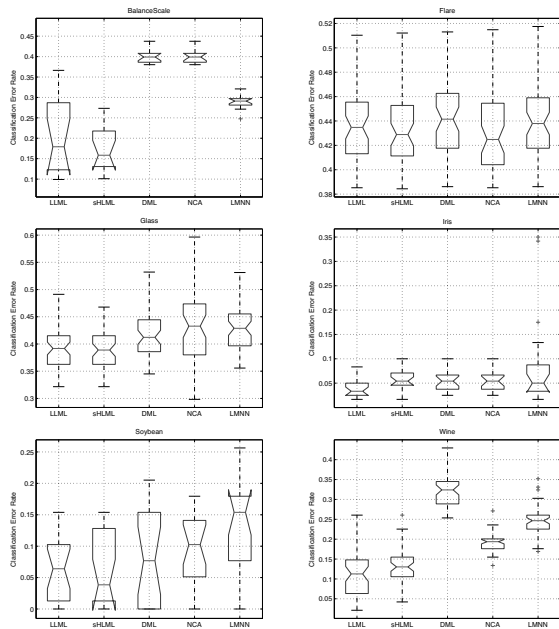 BalanceScale
Classification Error Rate
0.45
0.4
0.35
0.3
0.25
0.2
0.15
0.1
LLML sHLML DML NCA LMNN
Flare
Classification Error Rate
0.52
0.5
0.48
0.46
0.44
0.42
0.4
0.38
LLML sHLML DML NCA LMNN
Glass
Classification Error Rate
0.6
0.55
0.5
0.45
0.4
0.35
0.3
LLML sHLML DML NCA LMNN
Iris
Classification Error Rate
0.35
0.3
0.25
0.2
0.15
0.1
0.05
LLML sHLML DML NCA LMNN
Soybean
Classification Error Rate
0.25
0.2
0.15
0.1
0.05
0
LLML sHLML DML NCA LMNN
Wine
Classification Error Rate
0.4
0.35
0.3
0.25
0.2
0.15
0.1
0.05
0
LLML sHLML DML NCA LMNN